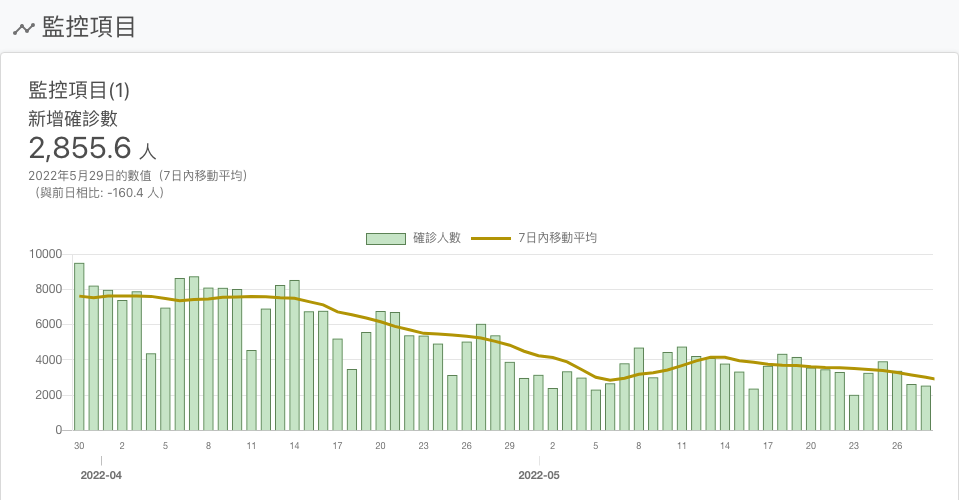 監控項目
監控項目(1)
新增確診數
2,855.6 人
2022年5月29日的數值（7日內移動平均）
（與前日相比: -160.4 人）
確診人數 7日內移動平均
10000
8000
6000
4000
2000
0
30 2 5 8 11 14 17 20 23 26 29 2 5 8 11 14 17 20 23 26
2022-04 2022-05